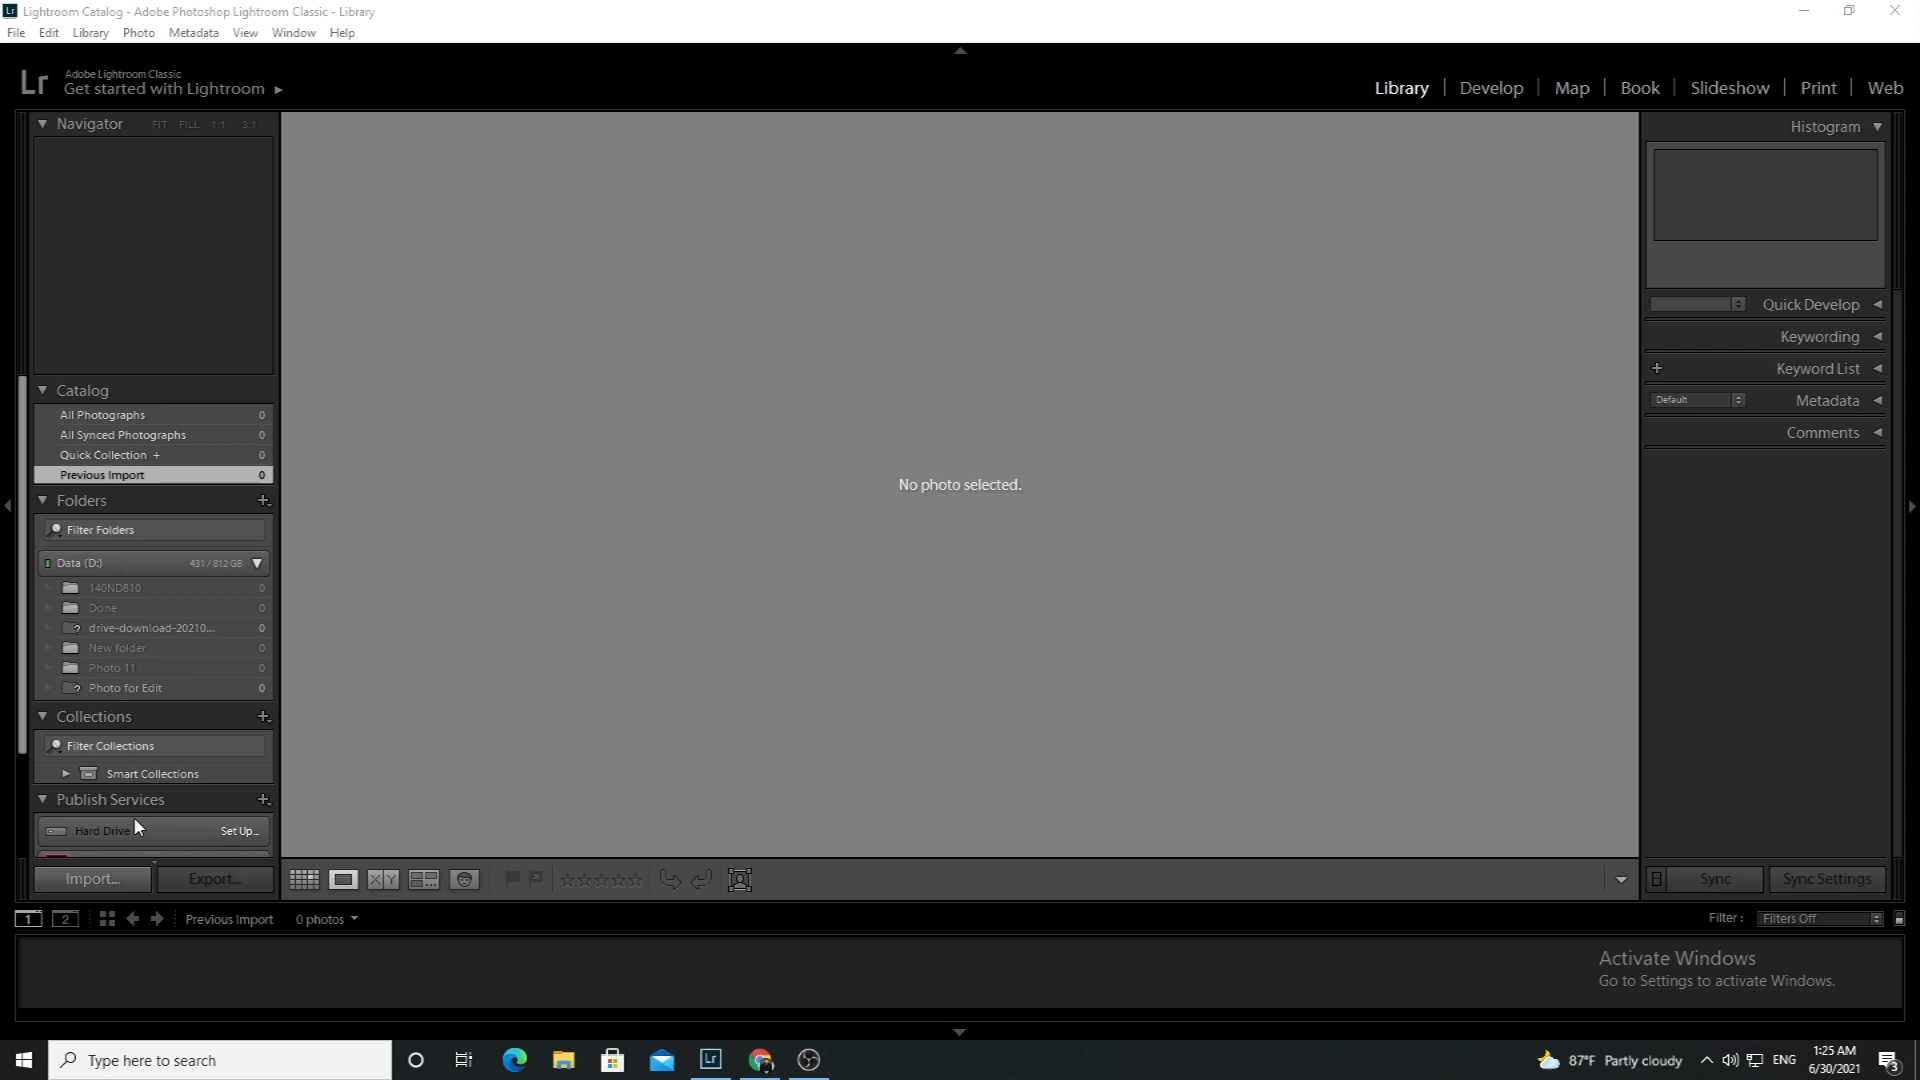 Lightroom Catalog - Adobe Photoshop Lightroom Classic - Library
File Edit Library Photo Metadata View Window Help
Lr Adobe Lightroom Classic
Get started with Lightroom
Library | Develop | Map | Book | Slideshow | Print | Web
Navigator FIT FILL 1:1 3:1
Catalog
All Photographs 0
All Synced Photographs 0
Quick Collection + 0
Previous Import 0
Folders
Filter Folders
Data (D:) 431 / 812 GB
140ND810 0
Done 0
drive-download-20210... 0
New folder 0
Photo 11 0
Photo for Edit 0
Collections
Filter Collections
Smart Collections
Publish Services
Hard Drive Set Up...
Import... Export...
No photo selected.
X Y
Histogram
Quick Develop
Keywording
Keyword List
Default Metadata
Comments
Sync Sync Settings
1 2 Previous Import 0 photos
Filter : Filters Off
Activate Windows
Go to Settings to activate Windows.
Type here to search
Lr
87°F Partly cloudy ENG 1:25 AM
6/30/2021
3